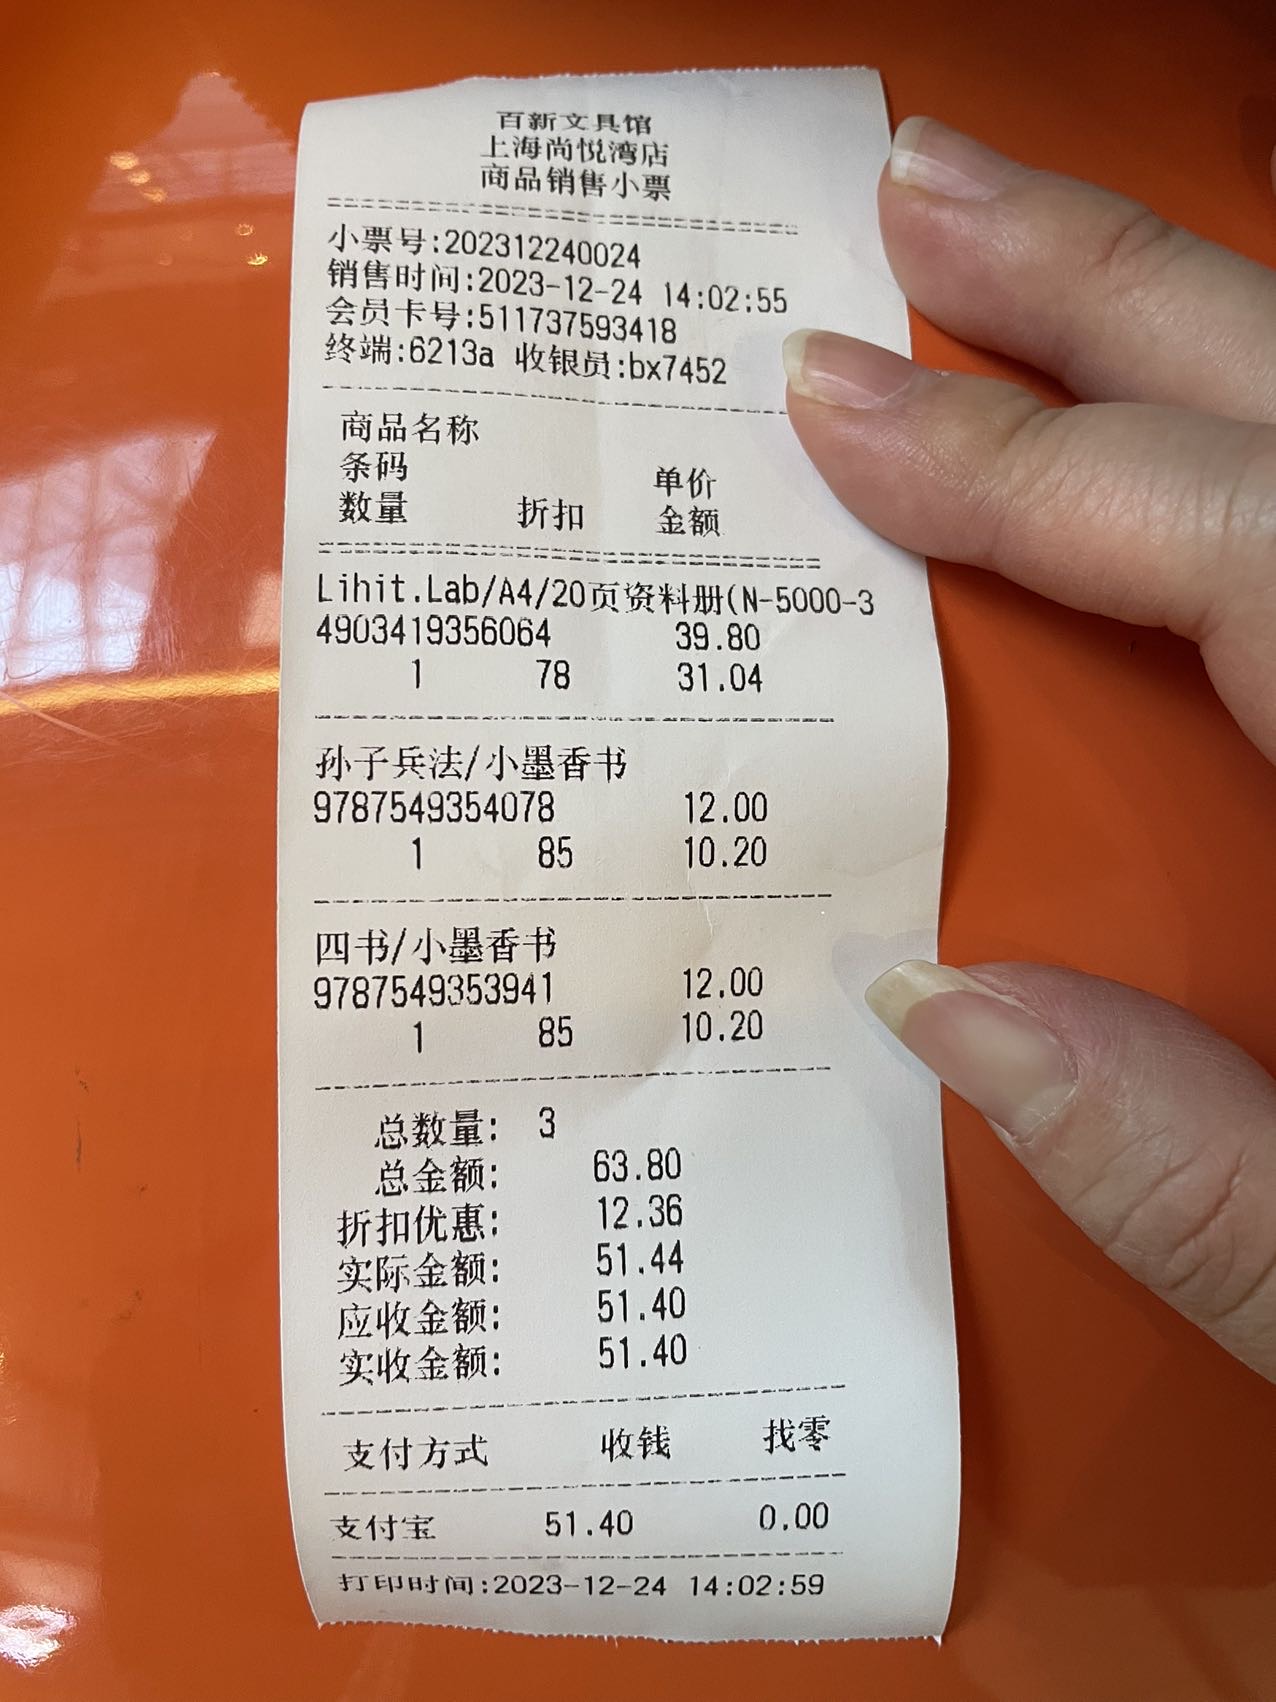 百新文具馆
上海尚悦湾店
商品销售小票
小票号:202312240024
销售时间:2023-12-24 14:02:55
会员卡号:511737593418
终端:6213a 收银员:bx7452
商品名称
条码 单价
数量 折扣 金额
Lihit.Lab/A4/20页资料册(N-5000-3
4903419356064 39.80
1 78 31.04
孙子兵法/小墨香书
9787549354078 12.00
1 85 10.20
四书/小墨香书
9787549353941 12.00
1 85 10.20
总数量: 3
总金额: 63.80
折扣优惠: 12.36
实际金额: 51.44
应收金额: 51.40
实收金额: 51.40
支付方式 收钱 找零
支付宝 51.40 0.00
打印时间:2023-12-24 14:02:59